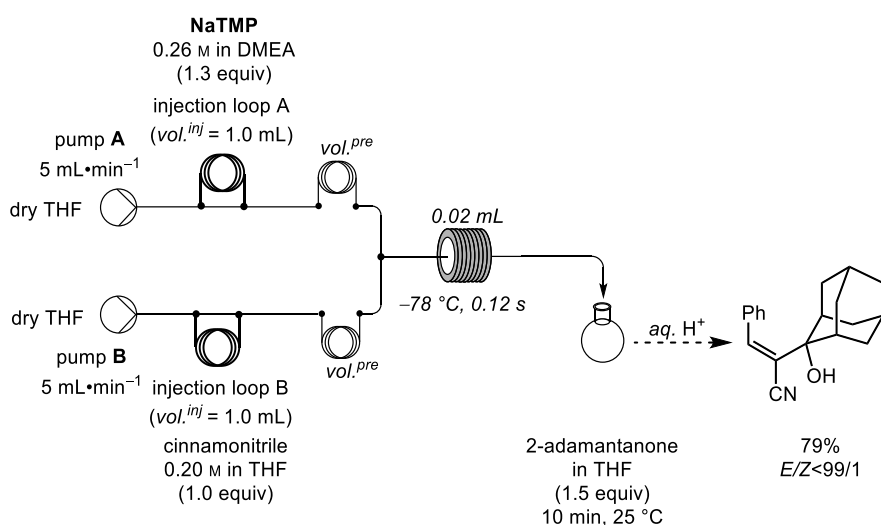 NaTMP
0.26 M in DMEA
(1.3 equiv)
injection loop A
(vol.inj = 1.0 mL)
pump A
5 mL•min–1
dry THF
vol.pre
0.02 mL
–78 °C, 0.12 s
dry THF
pump B
5 mL•min–1
vol.pre
injection loop B
(vol.inj = 1.0 mL)
cinnamonitrile
0.20 M in THF
(1.0 equiv)
aq. H+
2-adamantanone
in THF
(1.5 equiv)
10 min, 25 °C
Ph
OH
CN
79%
E/Z<99/1